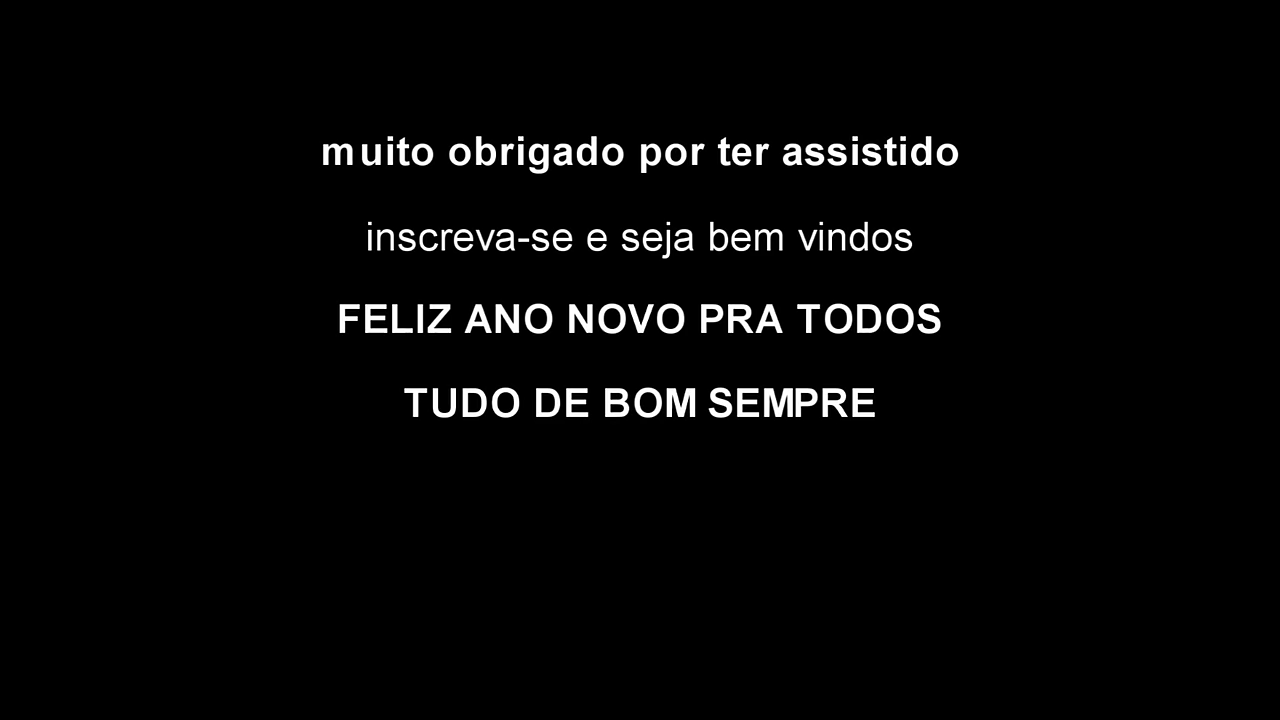 muito obrigado por ter assistido
inscreva-se e seja bem vindos
FELIZ ANO NOVO PRA TODOS
TUDO DE BOM SEMPRE